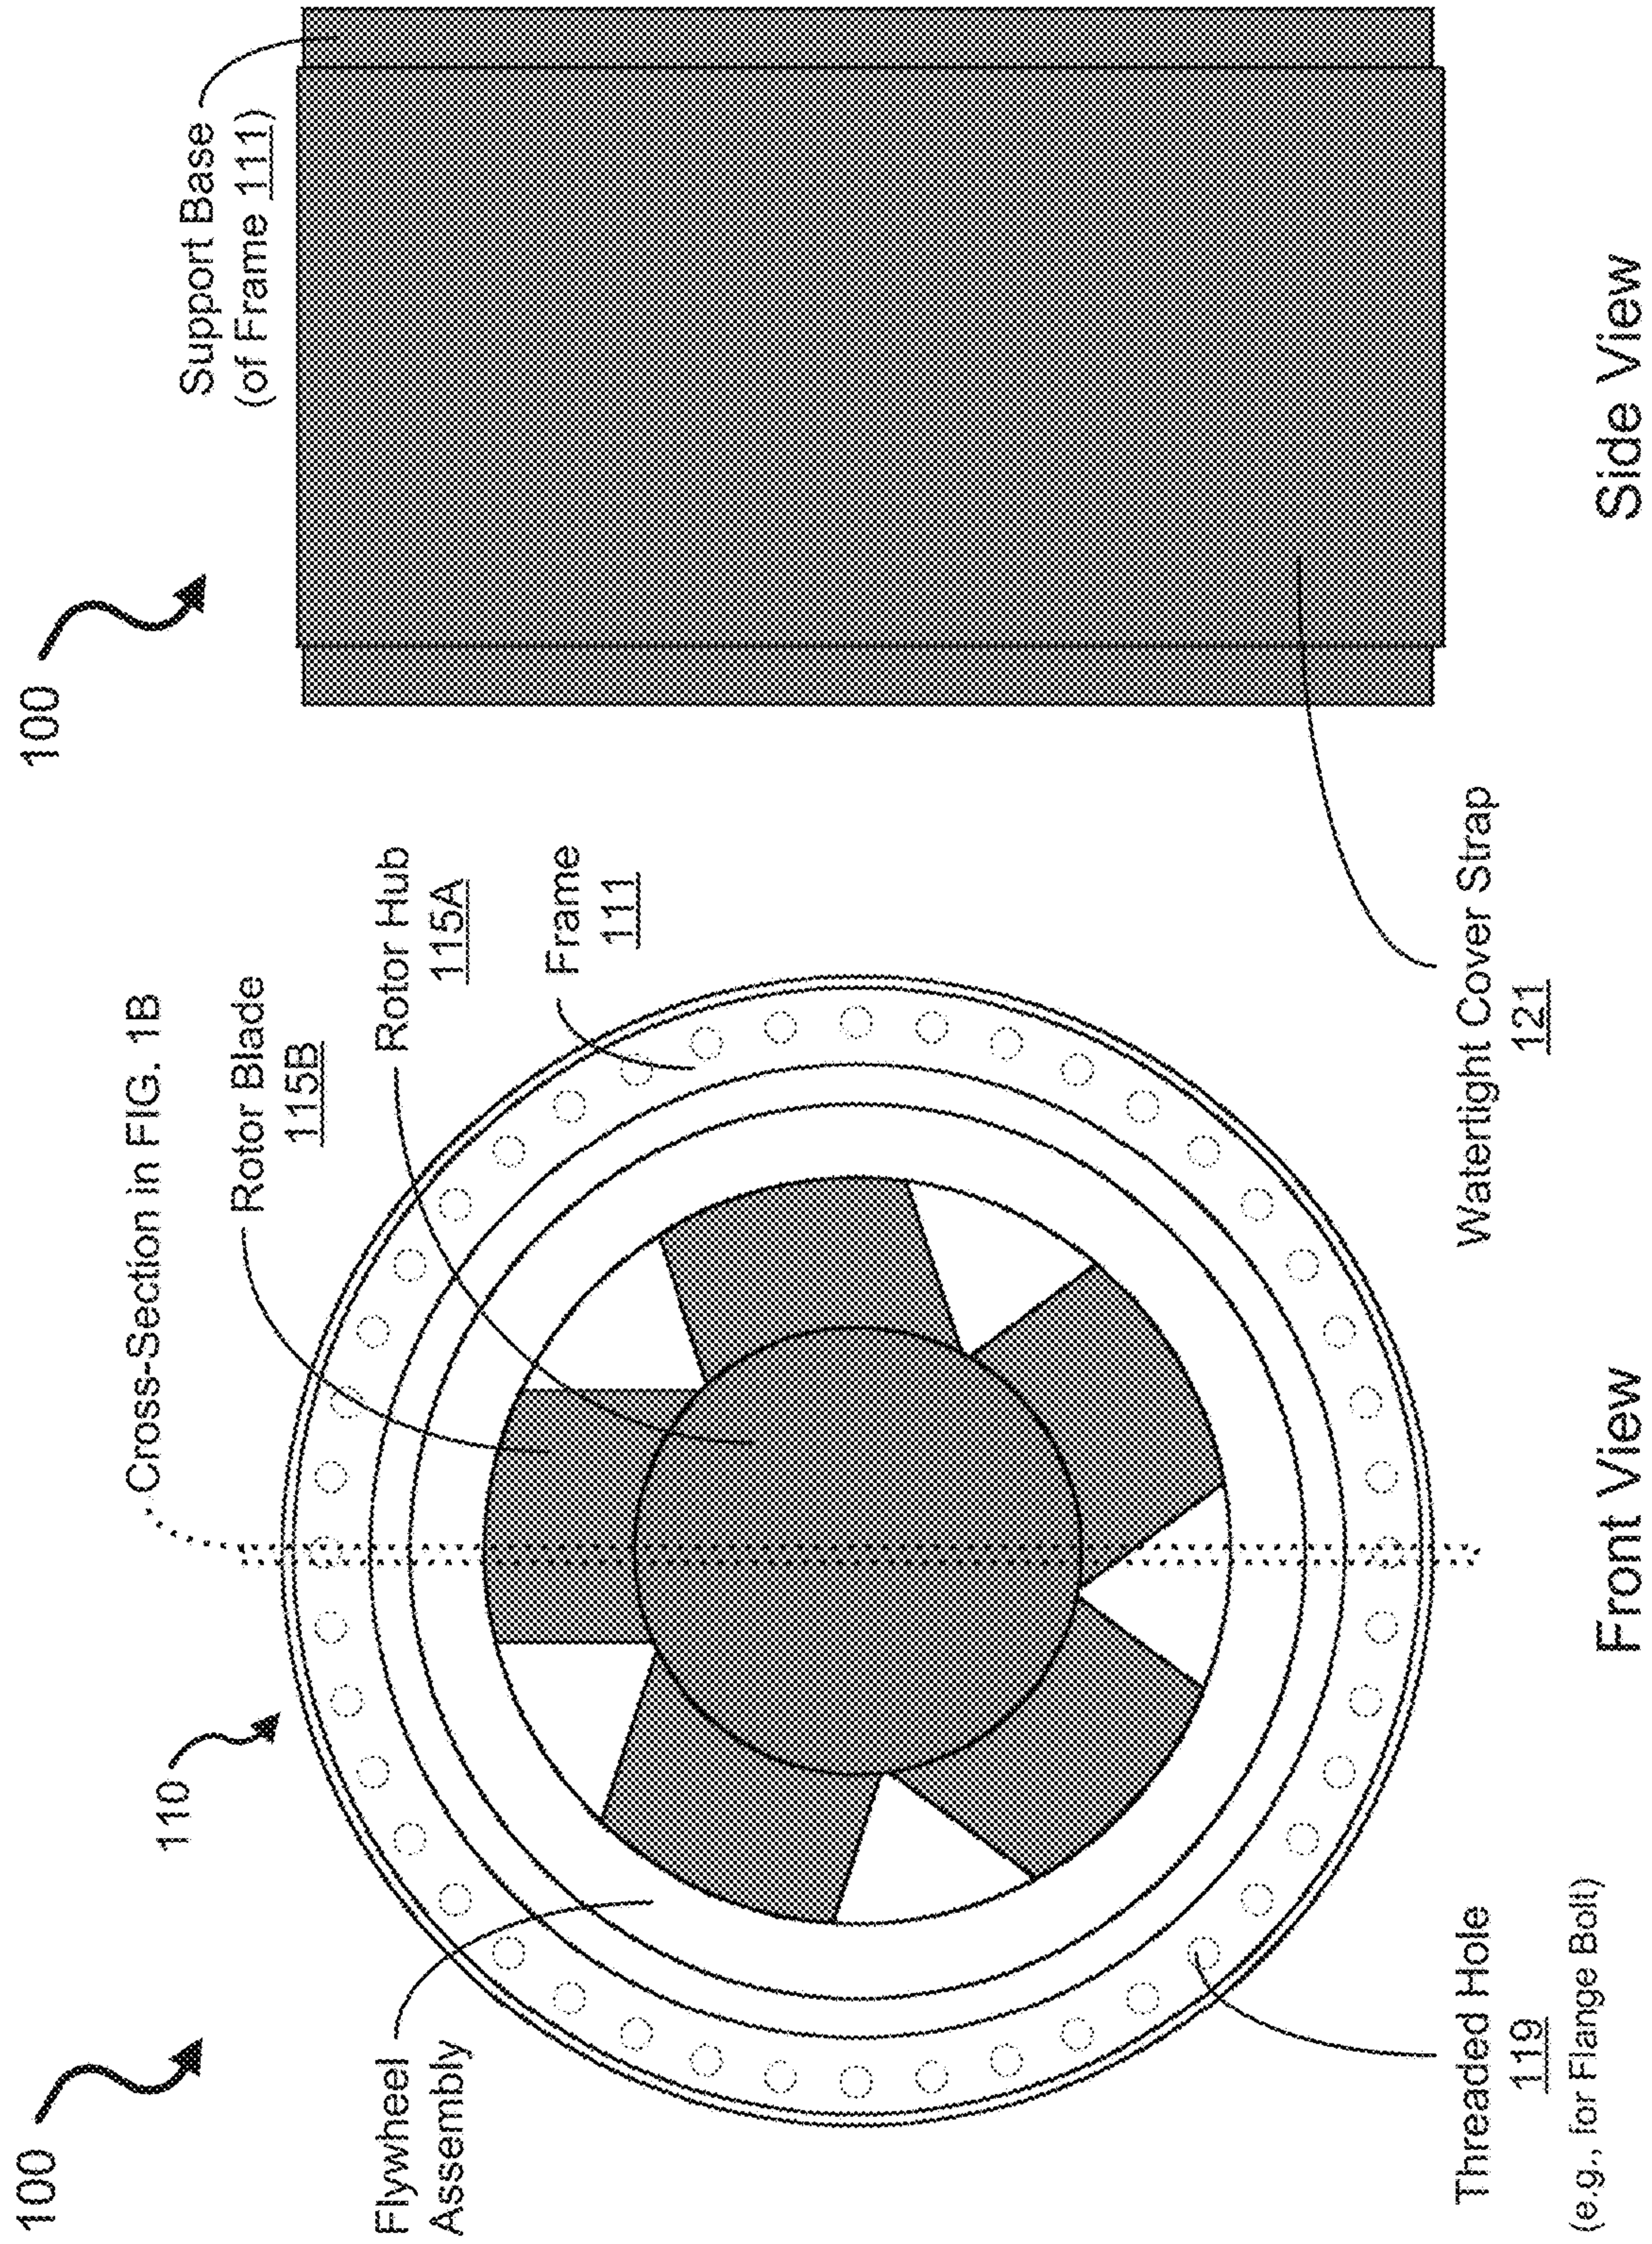 100
100
110
Cross-Section in FIG. 1B
Rotor Blade
115B
Rotor Hub
115A
Frame
111
Flywheel
Assembly
Support Base
(of Frame 111)
Threaded Hole
119
(e.g., for Flange Bolt)
Watertight Cover Strap
121
Front View
Side View